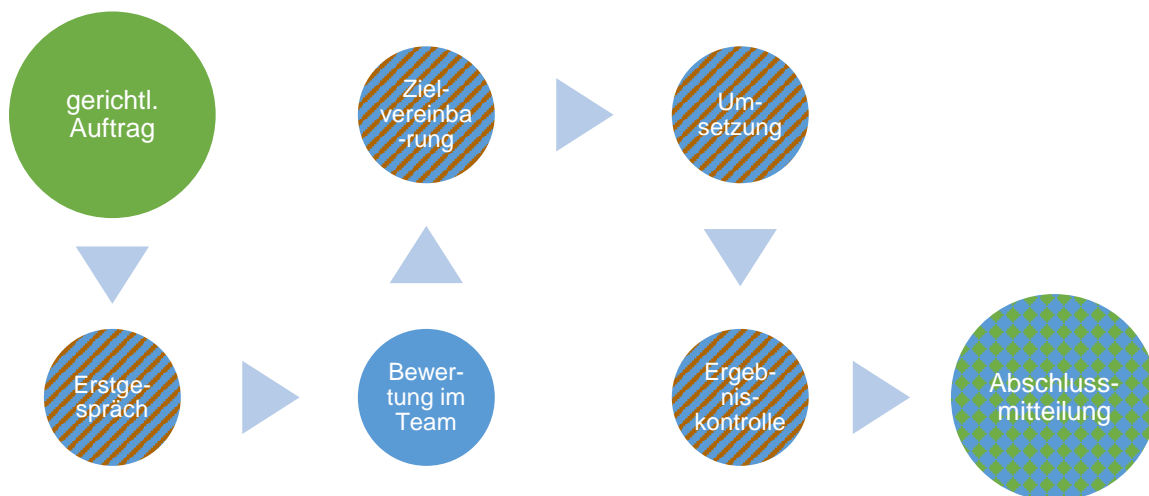 gerichtl.
Auftrag
Erstge-
spräch
Bewer-
tung im
Team
Ziel-
vereinba
-rung
Um-
setzung
Ergeb-
nis-
kontrolle
Abschluss-
mitteilung